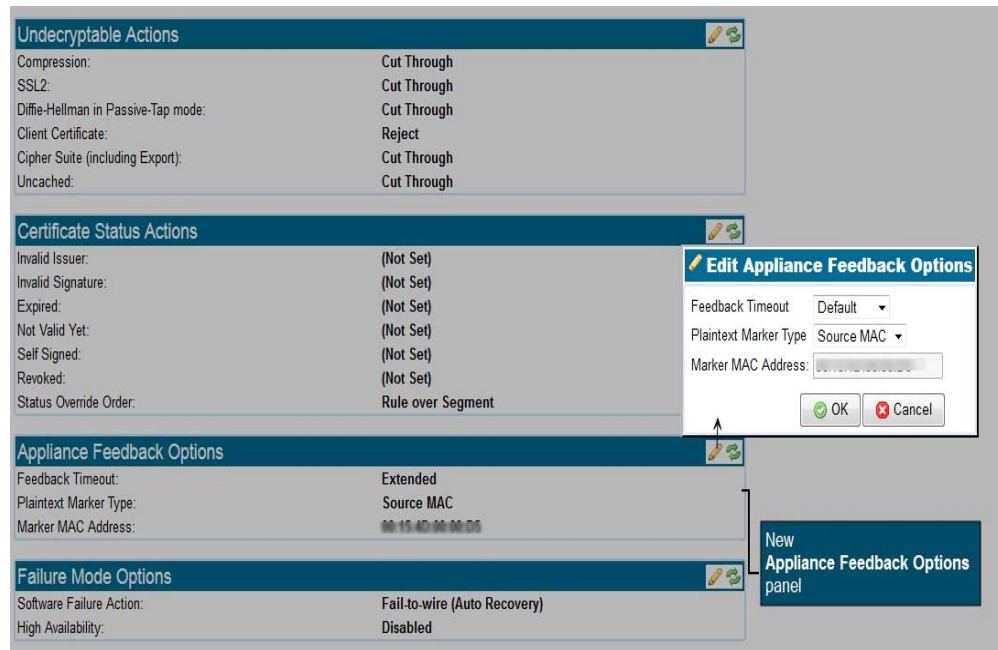 Undecryptable Actions
Compression: Cut Through
SSL2: Cut Through
Diffie-Hellman in Passive-Tap mode: Cut Through
Client Certificate: Reject
Cipher Suite (including Export): Cut Through
Uncached: Cut Through
Certificate Status Actions
Invalid Issuer: (Not Set)
Invalid Signature: (Not Set)
Expired: (Not Set)
Not Valid Yet: (Not Set)
Self Signed: (Not Set)
Revoked: (Not Set)
Status Override Order: Rule over Segment
Edit Appliance Feedback Options
Feedback Timeout Default
Plaintext Marker Type Source MAC
Marker MAC Address:
OK Cancel
Appliance Feedback Options
Feedback Timeout: Extended
Plaintext Marker Type: Source MAC
Marker MAC Address:
New
Appliance Feedback Options
panel
Failure Mode Options
Software Failure Action: Fail-to-wire (Auto Recovery)
High Availability: Disabled